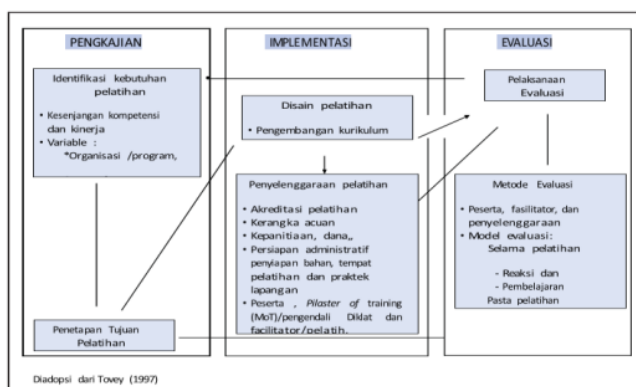 PENGKAJIAN
Identifikasi kebutuhan
pelatihan
• Kesenjangan kompetensi
dan kinerja
• Variable :
*Organisasi /program,
Penetapan Tujuan
Pelatihan
IMPLEMENTASI
Disain pelatihan
• Pengembangan kurikulum
Penyelenggaraan pelatihan
• Akreditasi pelatihan
• Kerangka acuan
• Kepanitiaan, dana,,
• Persiapan administratif
penyiapan bahan, tempat
pelatihan dan praktek
lapangan
• Peserta , Pilaster of training
(MoT)/pengendali Diklat dan
facilitator/pelatih.
EVALUASI
Pelaksanaan
Evaluasi
Metode Evaluasi
• Peserta, fasilitator, dan
penyelenggaraan
• Model evaluasi:
Selama pelatihan
- Reaksi dan
- Pembelajaran
Pasta pelatihan
Diadopsi dari Tovey (1997)